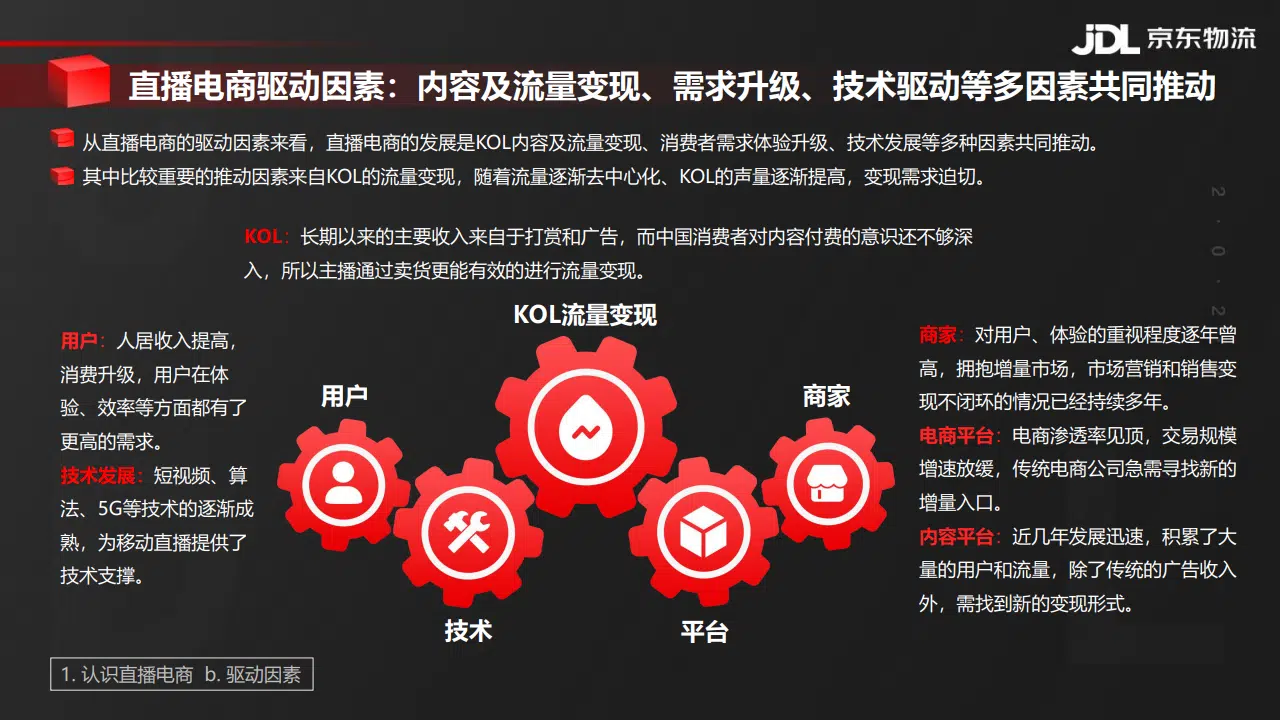 JDL 京东物流
直播电商驱动因素：内容及流量变现、需求升级、技术驱动等多因素共同推动
从直播电商的驱动因素来看，直播电商的发展是KOL内容及流量变现、消费者需求体验升级、技术发展等多种因素共同推动。
其中比较重要的推动因素来自KOL的流量变现，随着流量逐渐去中心化、KOL的声量逐渐提高，变现需求迫切。
2.0.2
KOL：长期以来的主要收入来自于打赏和广告，而中国消费者对内容付费的意识还不够深
入，所以主播通过卖货更能有效的进行流量变现。
KOL流量变现
用户：人居收入提高，
消费升级，用户在体
验、效率等方面都有了
更高的需求。
技术发展：短视频、算
法、5G等技术的逐渐成
熟，为移动直播提供了
技术支撑。
用户
技术
平台
商家
商家：对用户、体验的重视程度逐年曾
高，拥抱增量市场，市场营销和销售变
现不闭环的情况已经持续多年。
电商平台：电商渗透率见顶，交易规模
增速放缓，传统电商公司急需寻找新的
增量入口。
内容平台：近几年发展迅速，积累了大
量的用户和流量，除了传统的广告收入
外，需找到新的变现形式。
1. 认识直播电商 b. 驱动因素